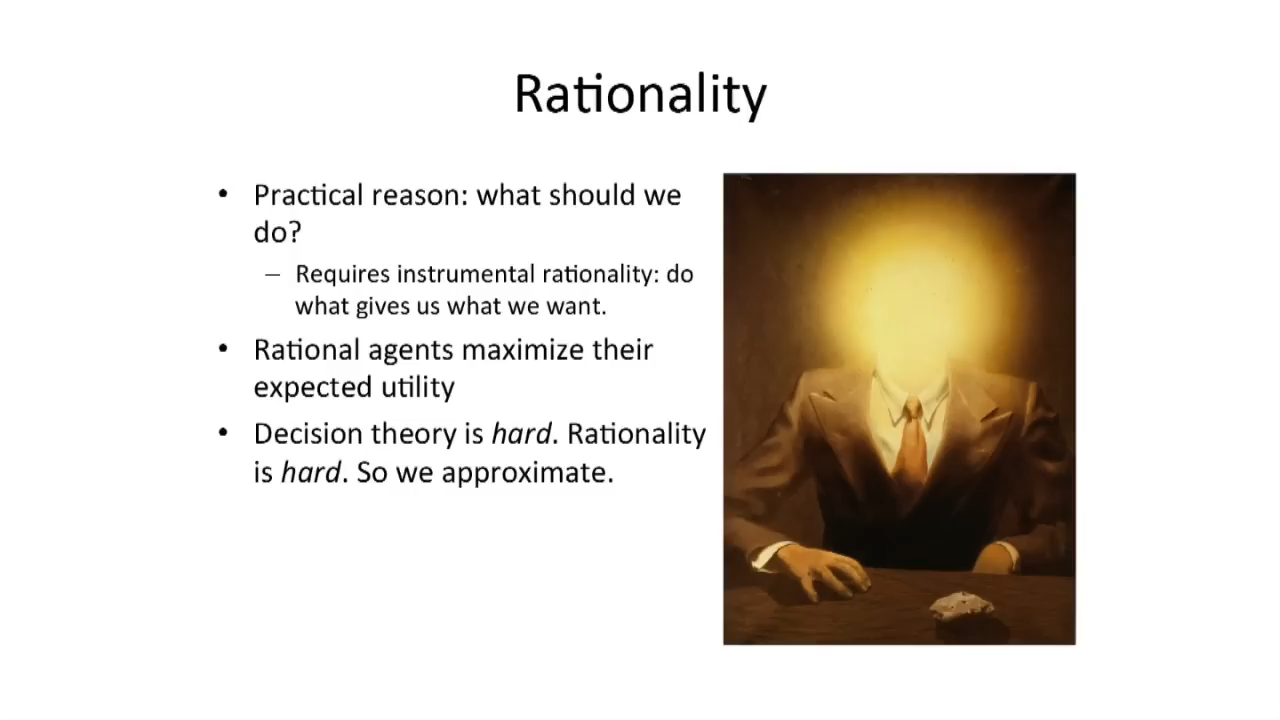 Rationality
• Practical reason: what should we
do?
– Requires instrumental rationality: do
what gives us what we want.
• Rational agents maximize their
expected utility
• Decision theory is hard. Rationality
is hard. So we approximate.